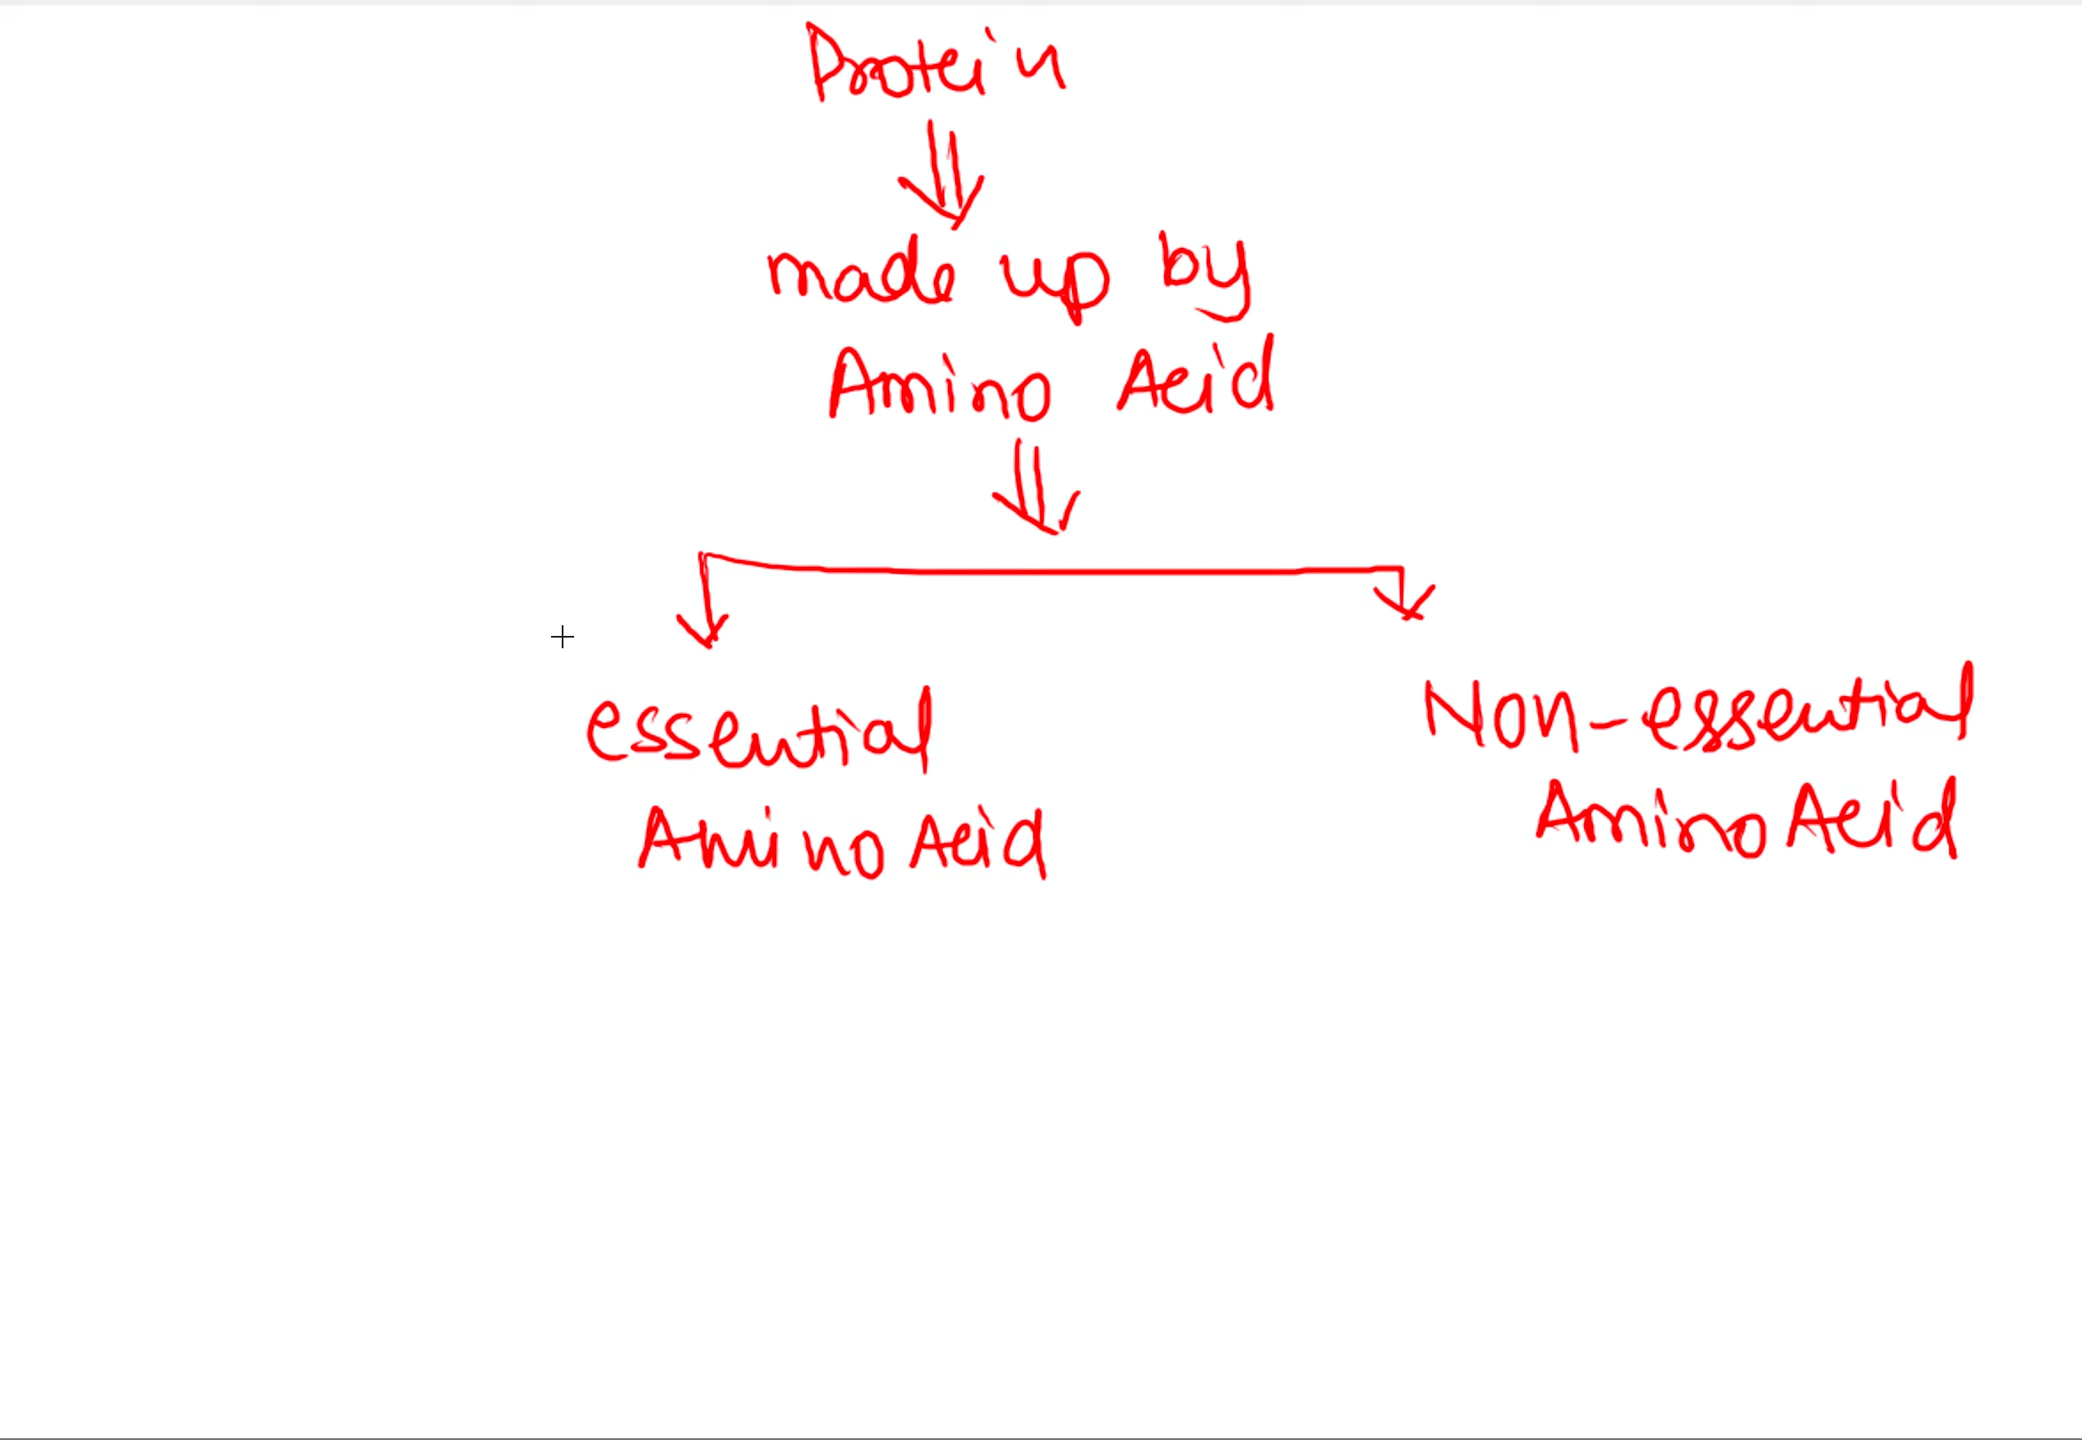 Protein
made up by
Amino Acid
essential
Amino Acid
Non-essential
Amino Acid